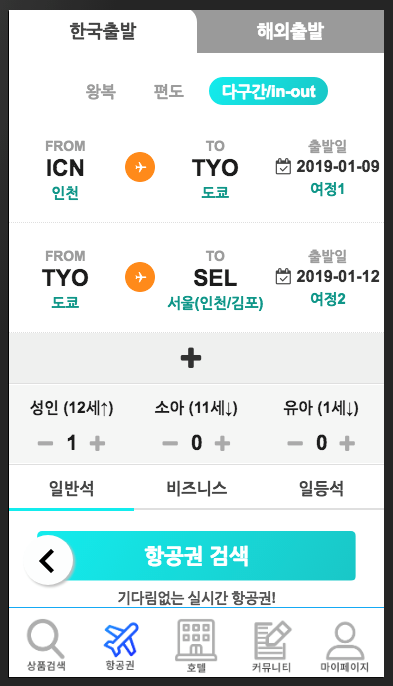 한국출발 해외출발
왕복 편도 다구간/In-out
FROM TO 출발일
ICN TYO 2019-01-09
인천 도쿄 여정1
FROM TO 출발일
TYO SEL 2019-01-12
도쿄 서울(인천/김포) 여정2
+
성인 (12세↑) 소아 (11세↓) 유아 (1세↓)
− 1 + − 0 + − 0 +
일반석 비즈니스 일등석
항공권 검색
기다림없는 실시간 항공권!
상품검색 항공권 호텔 커뮤니티 마이페이지